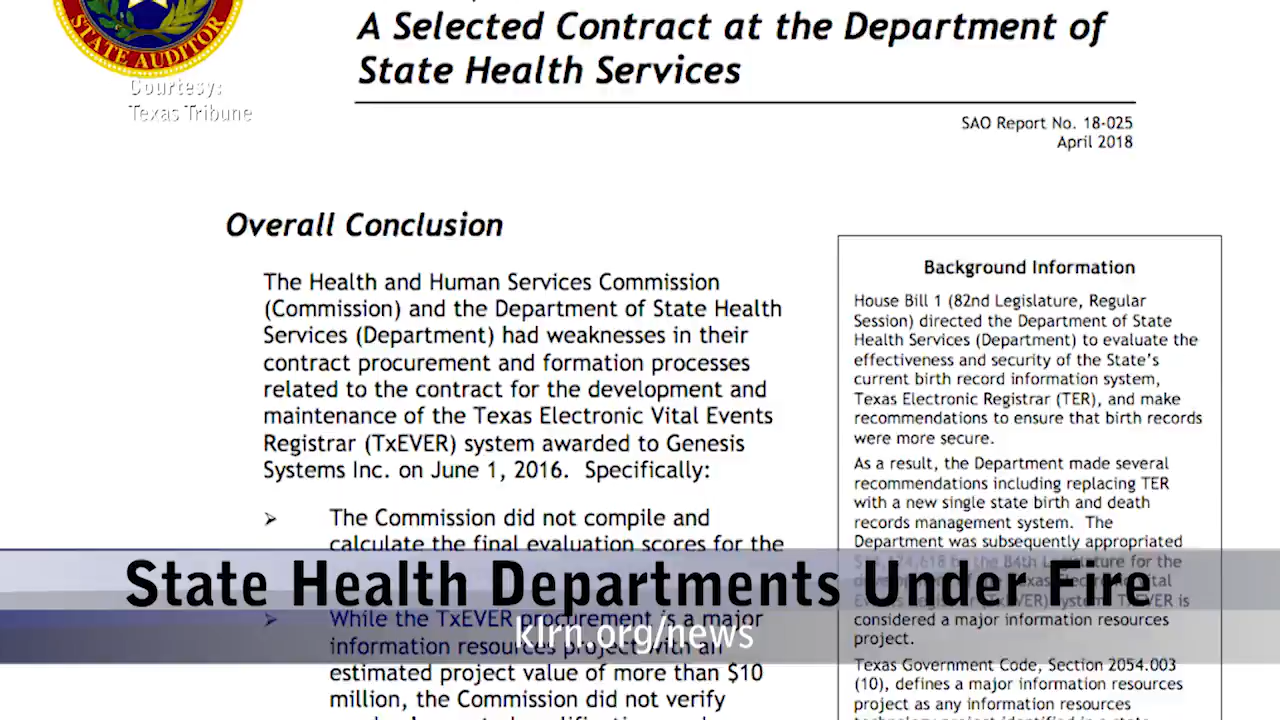 STATE AUDITOR
Courtesy:
Texas Tribune
A Selected Contract at the Department of
State Health Services
SAO Report No. 18-025
April 2018
Overall Conclusion
The Health and Human Services Commission
(Commission) and the Department of State Health
Services (Department) had weaknesses in their
contract procurement and formation processes
related to the contract for the development and
maintenance of the Texas Electronic Vital Events
Registrar (TxEVER) system awarded to Genesis
Systems Inc. on June 1, 2016. Specifically:
➢ The Commission did not compile and
calculate the final evaluation scores for the
➢ While the TxEVER procurement is a major
information resources project with an
estimated project value of more than $10
million, the Commission did not verify
Background Information
House Bill 1 (82nd Legislature, Regular
Session) directed the Department of State
Health Services (Department) to evaluate the
effectiveness and security of the State's
current birth record information system,
Texas Electronic Registrar (TER), and make
recommendations to ensure that birth records
were more secure.
As a result, the Department made several
recommendations including replacing TER
with a new single state birth and death
records management system. The
Department was subsequently appropriated
by the 84th Legislature for the
system. TxEVER is
considered a major information resources
project.
Texas Government Code, Section 2054.003
(10), defines a major information resources
project as any information resources
State Health Departments Under Fire
klrn.org/news